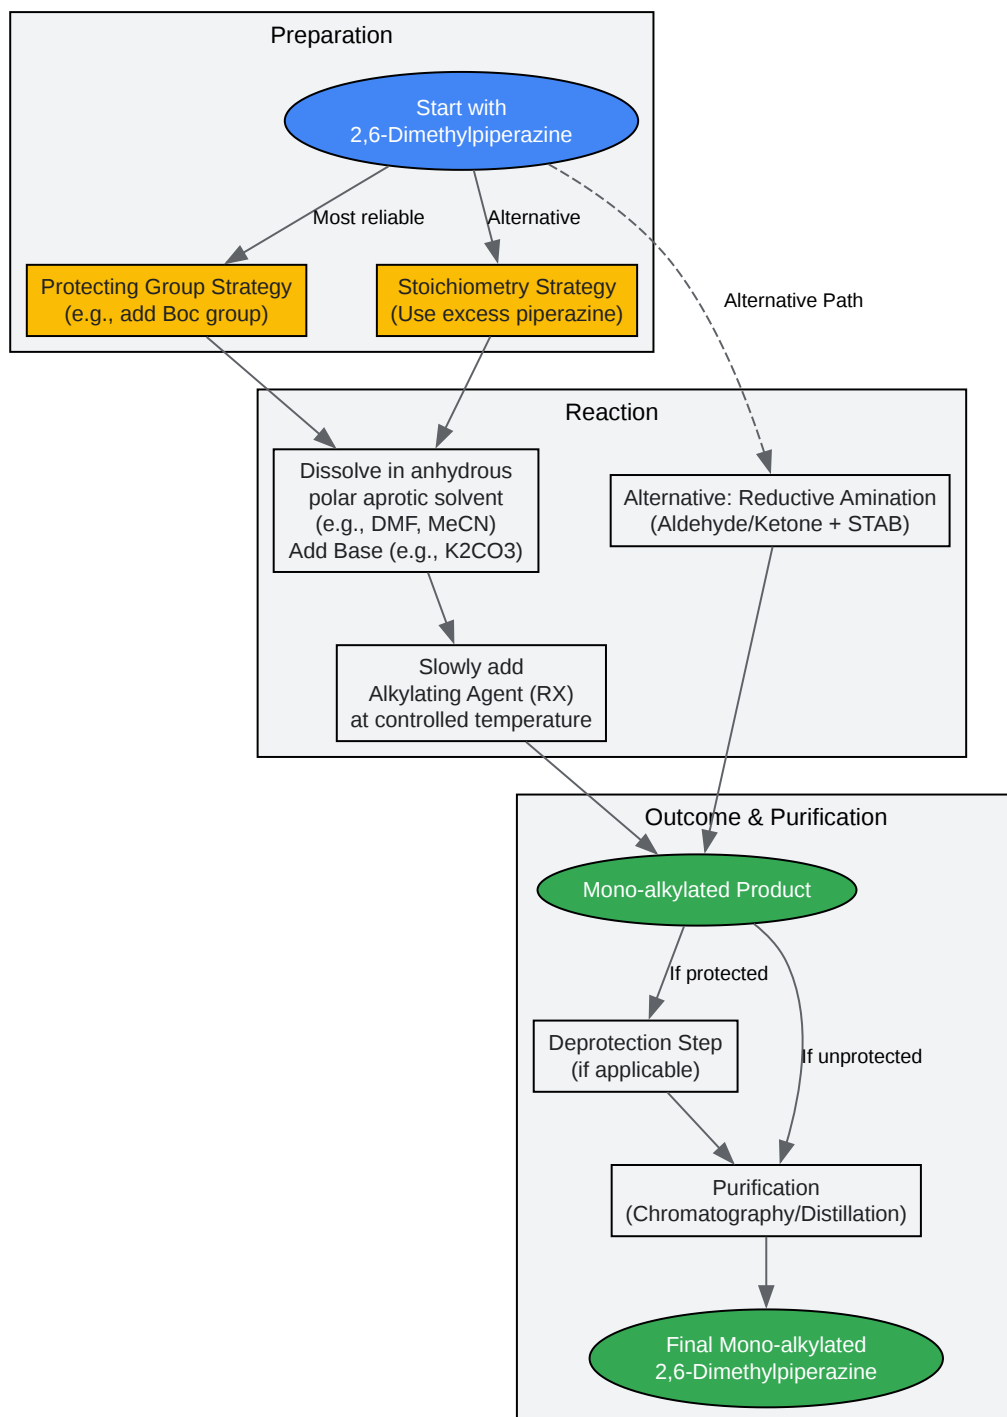 Preparation
Start with
2,6-Dimethylpiperazine
Most reliable
Alternative
Protecting Group Strategy
(e.g., add Boc group)
Stoichiometry Strategy
(Use excess piperazine)
Alternative Path
Reaction
Dissolve in anhydrous
polar aprotic solvent
(e.g., DMF, MeCN)
Add Base (e.g., K2CO3)
Alternative: Reductive Amination
(Aldehyde/Ketone + STAB)
Slowly add
Alkylating Agent (RX)
at controlled temperature
Outcome & Purification
Mono-alkylated Product
If protected
Deprotection Step
(if applicable)
If unprotected
Purification
(Chromatography/Distillation)
Final Mono-alkylated
2,6-Dimethylpiperazine